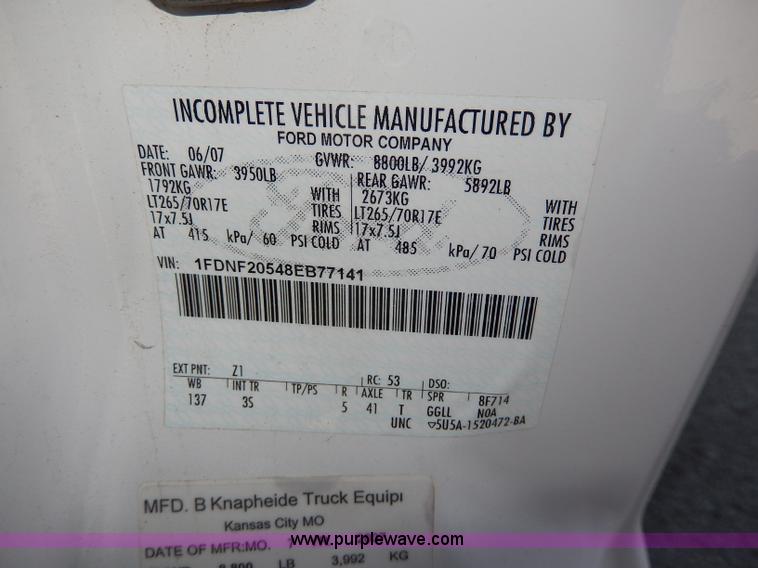 INCOMPLETE VEHICLE MANUFACTURED BY
FORD MOTOR COMPANY
DATE: 06/07 GVWR: 8800LB/ 3992KG
FRONT GAWR: 3950LB REAR GAWR: 5892LB
1792KG WITH 2673KG WITH
LT265/70R17E TIRES LT265/70R17E TIRES
17x7.5J RIMS 17x7.5J RIMS
AT 415 kPa/ 60 PSI COLD AT 485 kPa/ 70 PSI COLD
VIN: 1FDNF20548EB77141
EXT PNT: Z1 RC: 53 DSO:
WB INT TR TP/PS R AXLE TR SPR 8F714
137 3S 5 41 T GGLL NOA
UNC 5U5A-1520472-BA
MFD. B Knapheide Truck Equipı
Kansas City MO
DATE OF MFR:MO.
www.purplewave.com
8,800 LB 3,992 KG